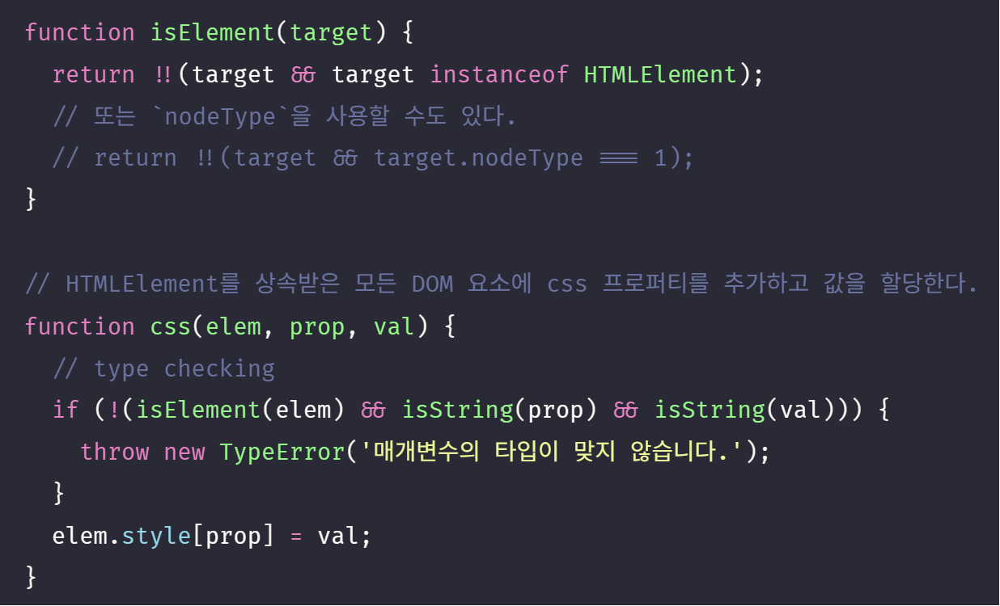 function isElement(target) {
  return !!(target && target instanceof HTMLElement);
  // 또는 `nodeType`을 사용할 수도 있다.
  // return !!(target && target.nodeType === 1);
}

// HTMLElement를 상속받은 모든 DOM 요소에 css 프로퍼티를 추가하고 값을 할당한다.
function css(elem, prop, val) {
  // type checking
  if (!(isElement(elem) && isString(prop) && isString(val))) {
    throw new TypeError('매개변수의 타입이 맞지 않습니다.');
  }
  elem.style[prop] = val;
}